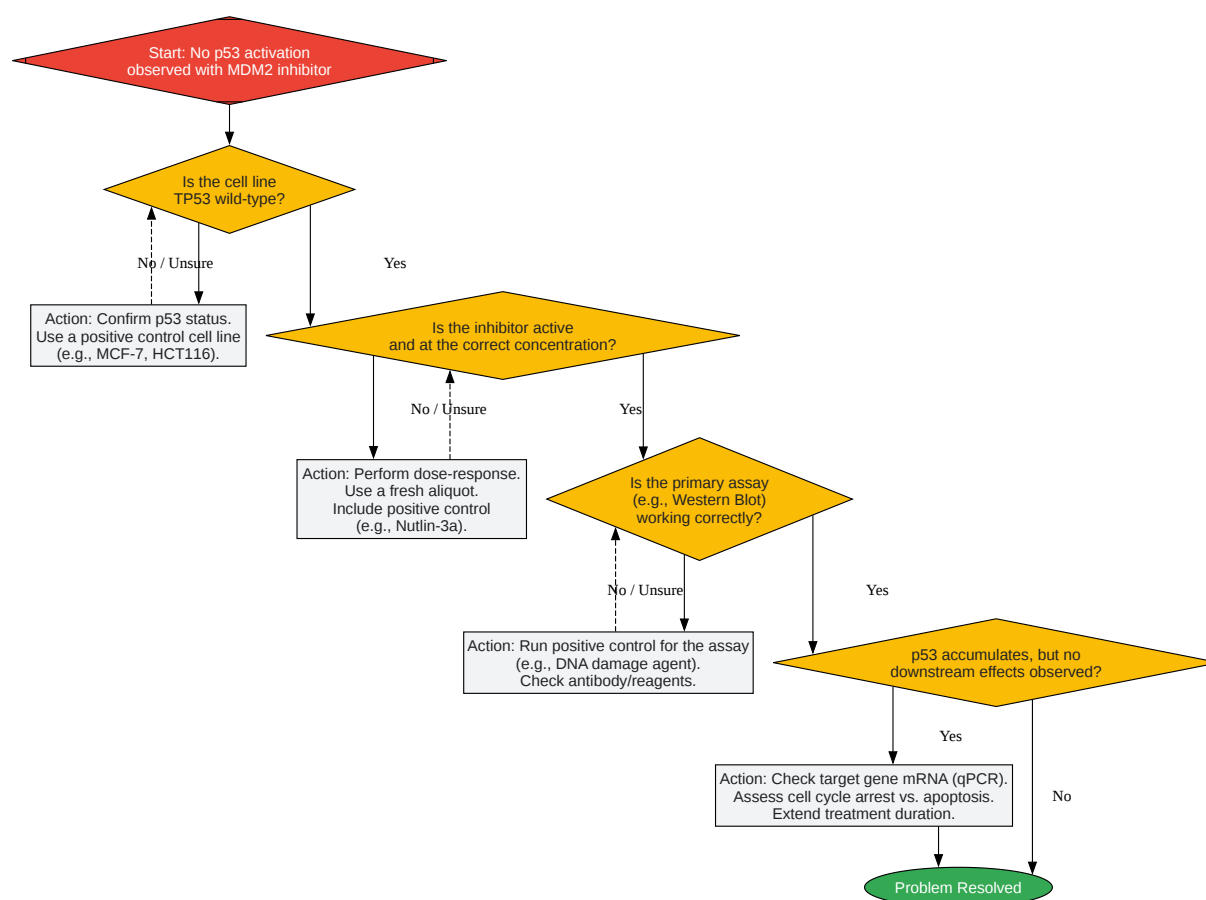 Start: No p53 activation
observed with MDM2 inhibitor
Is the cell line
TP53 wild-type?
No / Unsure
Yes
Action: Confirm p53 status.
Use a positive control cell line
(e.g., MCF-7, HCT116).
Is the inhibitor active
and at the correct concentration?
No / Unsure
Yes
Action: Perform dose-response.
Use a fresh aliquot.
Include positive control
(e.g., Nutlin-3a).
Is the primary assay
(e.g., Western Blot)
working correctly?
No / Unsure
Yes
Action: Run positive control for the assay
(e.g., DNA damage agent).
Check antibody/reagents.
p53 accumulates, but no
downstream effects observed?
Yes
No
Action: Check target gene mRNA (qPCR).
Assess cell cycle arrest vs. apoptosis.
Extend treatment duration.
Problem Resolved